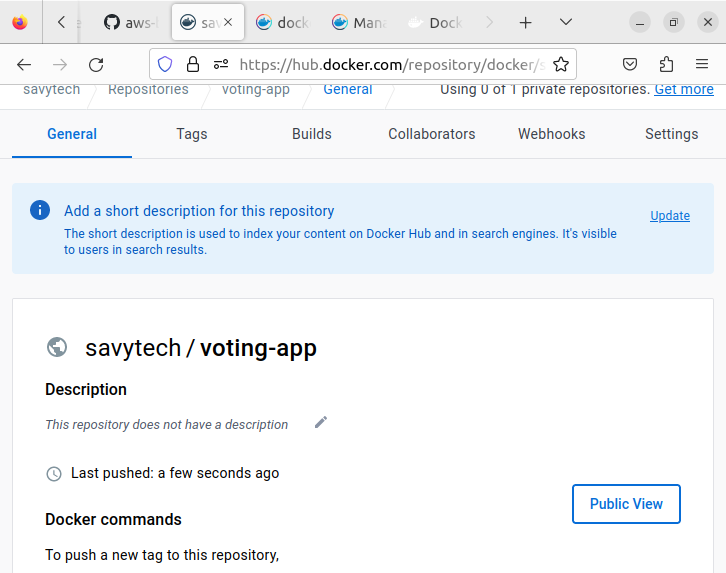 aws-
sav
dock
Mana
Dock
https://hub.docker.com/repository/docker/s
savytech
Repositories
voting-app
General
Using 0 of 1 private repositories. Get more
General
Tags
Builds
Collaborators
Webhooks
Settings
Add a short description for this repository
Update
The short description is used to index your content on Docker Hub and in search engines. It's visible
to users in search results.
savytech / voting-app
Description
This repository does not have a description
Last pushed: a few seconds ago
Public View
Docker commands
To push a new tag to this repository,